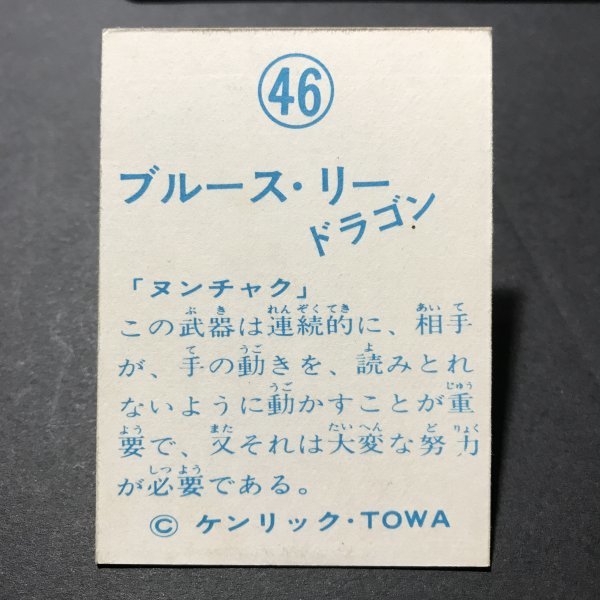 46
ブルース・リー
ドラゴン
「ヌンチャク」
この武器は連続的に、相手
が、手の動きを、読みとれ
ないように動かすことが重
要で、又それは大変な努力
が必要である。
© ケンリック・TOWA